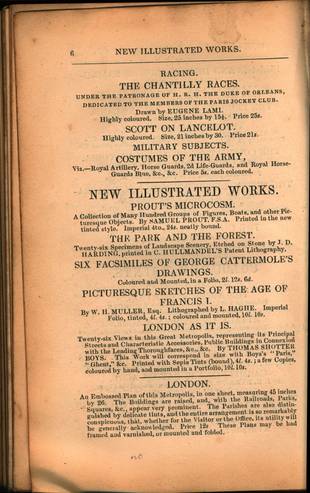 6 NEW ILLUSTRATED WORKS.
RACING.
THE CHANTILLY RACES.
UNDER THE PATRONAGE OF H. R. H. THE DUKE OF ORLEANS,
DEDICATED TO THE MEMBERS OF THE PARIS JOCKEY CLUB.
Drawn by EUGENE LAMI.
Highly coloured. Size, 25 inches by 15¼. Price 25s.
SCOTT ON LANCELOT.
Highly coloured. Size, 21 inches by 30. Price 21s.
MILITARY SUBJECTS.
COSTUMES OF THE ARMY,
Viz.—Royal Artillery, Horse Guards, 2d Life-Guards, and Royal Horse-
Guards Blue, &c., &c. Price 5s. each coloured.
NEW ILLUSTRATED WORKS.
PROUT'S MICROCOSM.
A Collection of Many Hundred Groups of Figures, Boats, and other Pic-
turesque Objects. By SAMUEL PROUT, F.S.A. Printed in the new
tinted style. Imperial 4to., 24s. neatly bound.
THE PARK AND THE FOREST.
Twenty-six Specimens of Landscape Scenery, Etched on Stone by J. D.
HARDING, printed in C. HULLMANDEL'S Patent Lithography.
SIX FACSIMILES OF GEORGE CATTERMOLE'S
DRAWINGS.
Coloured and Mounted, in a Folio, 2l. 12s. 6d.
PICTURESQUE SKETCHES OF THE AGE OF
FRANCIS I.
By W. H. MULLER, Esq. Lithographed by L. HAGHE. Imperial
Folio, tinted, 4l. 4s.; coloured and mounted, 10l. 10s.
LONDON AS IT IS.
Twenty-six Views in this Great Metropolis, representing its Principal
Streets and Characteristic Accessories, Public Buildings in Connexion
with the Leading Thoroughfares, &c., &c. By THOMAS SHOTTER
BOYS. This Work will correspond in size with Boys's "Paris,"
"Ghent," &c. Printed with Sepia Tints (bound), 4l. 4s.; a few Copies,
coloured by hand, and mounted in a Portfolio, 10l. 10s.
LONDON.
An Embossed Plan of this Metropolis, in one sheet, measuring 45 inches
by 26. The Buildings are raised, and, with the Railroads, Parks,
Squares, &c., appear very prominent. The Parishes are also distin-
guished by delicate tints, and the entire arrangement is so remarkably
conspicuous, that, whether for the Visitor or the Office, its utility will
be generally acknowledged. Price 12s These Plans may be had
framed and varnished, or mounted and folded.